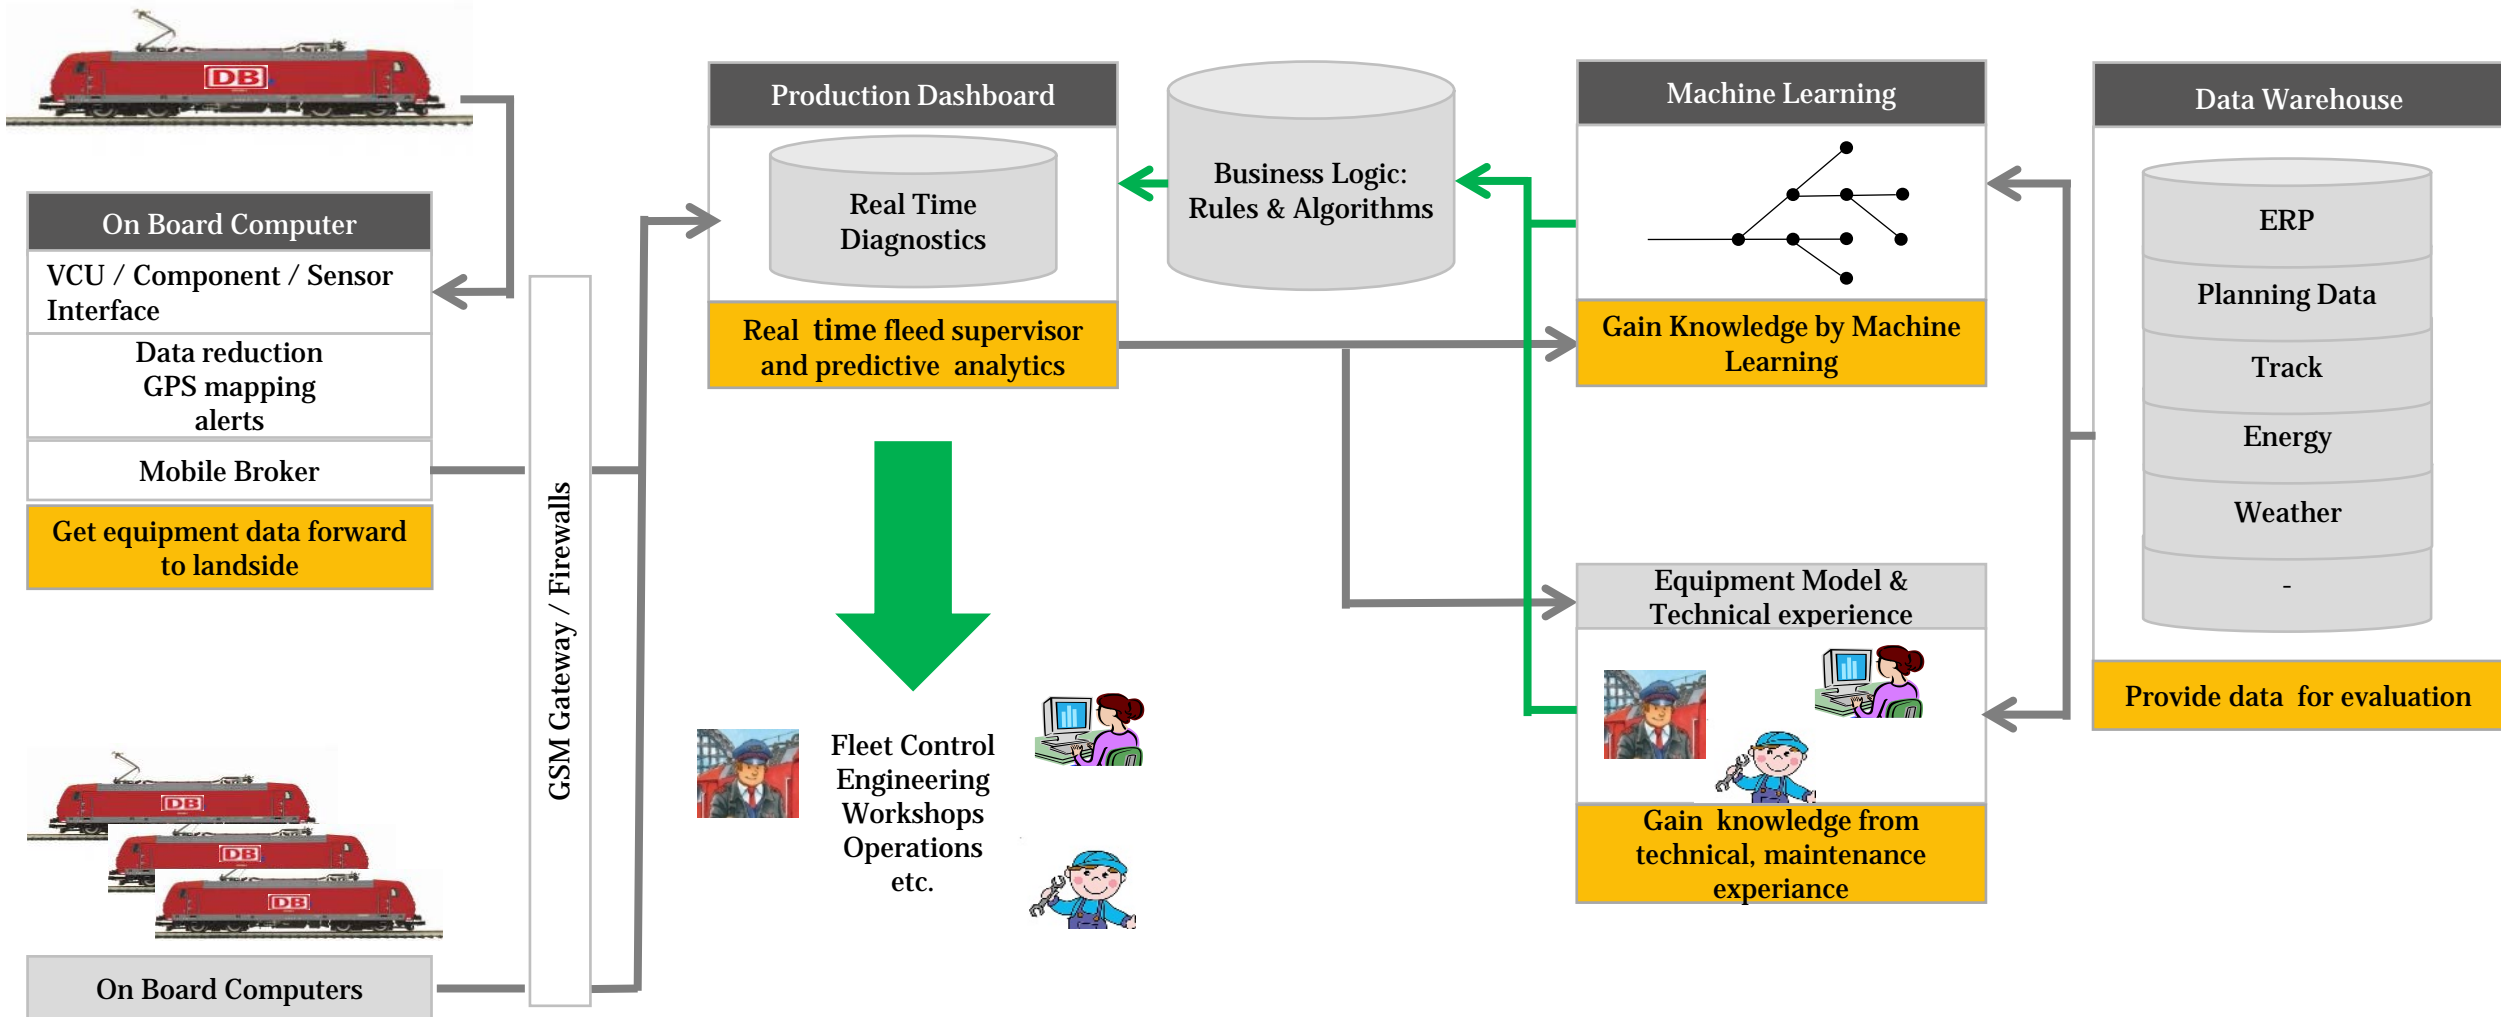 DB
On Board Computer
VCU / Component / Sensor
Interface
Data reduction
GPS mapping
alerts
Mobile Broker
Get equipment data forward
to landside
DB
DB
DB
On Board Computers
GSM Gateway / Firewalls
Production Dashboard
Real Time
Diagnostics
Real time fleed supervisor
and predictive analytics
Fleet Control
Engineering
Workshops
Operations
etc.
Business Logic:
Rules & Algorithms
Machine Learning
Gain Knowledge by Machine
Learning
Equipment Model &
Technical experience
Gain knowledge from
technical, maintenance
experiance
Data Warehouse
ERP
Planning Data
Track
Energy
Weather
-
Provide data for evaluation